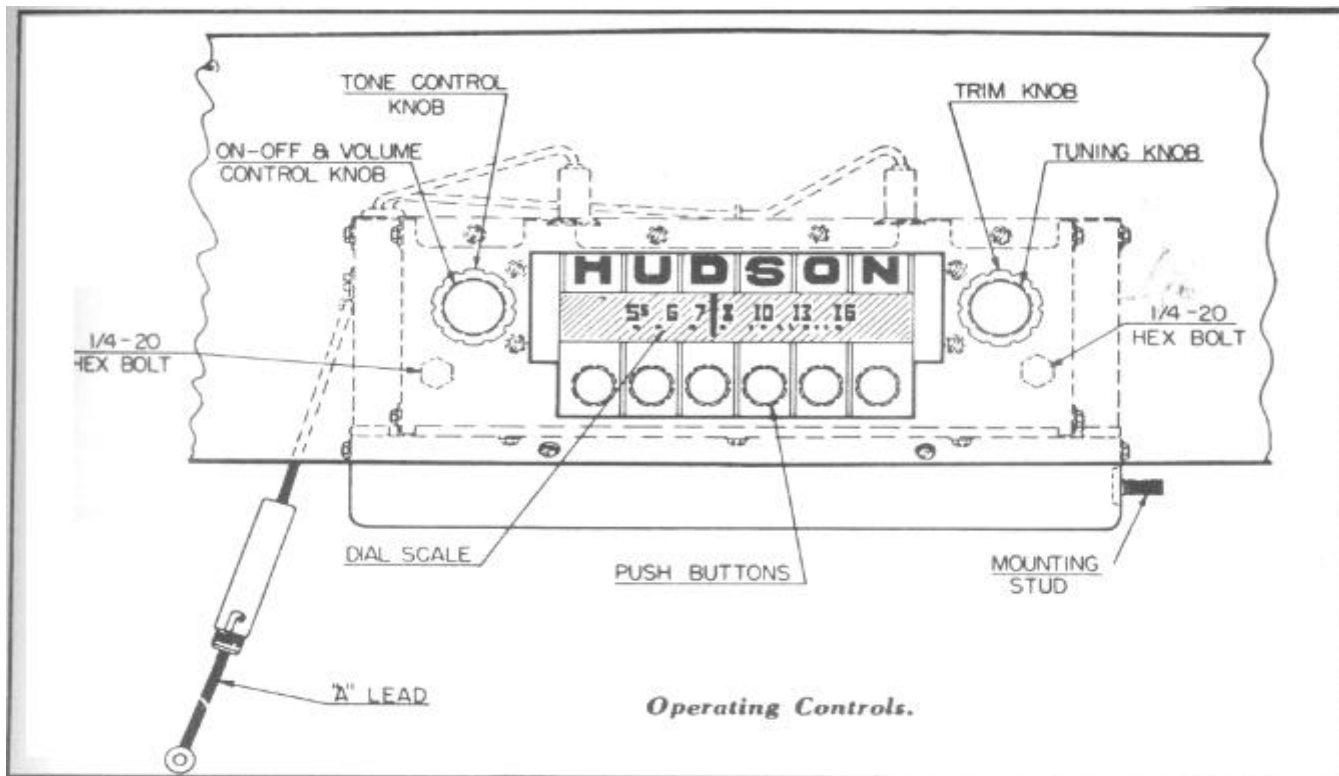 TONE CONTROL
KNOB
TRIM KNOB
ON-OFF & VOLUME
CONTROL KNOB
TUNING KNOB
HUDSON
55 6 7 8 10 13 16
1/4-20
HEX BOLT
1/4-20
HEX BOLT
DIAL SCALE
PUSH BUTTONS
MOUNTING
STUD
"A" LEAD
Operating Controls.